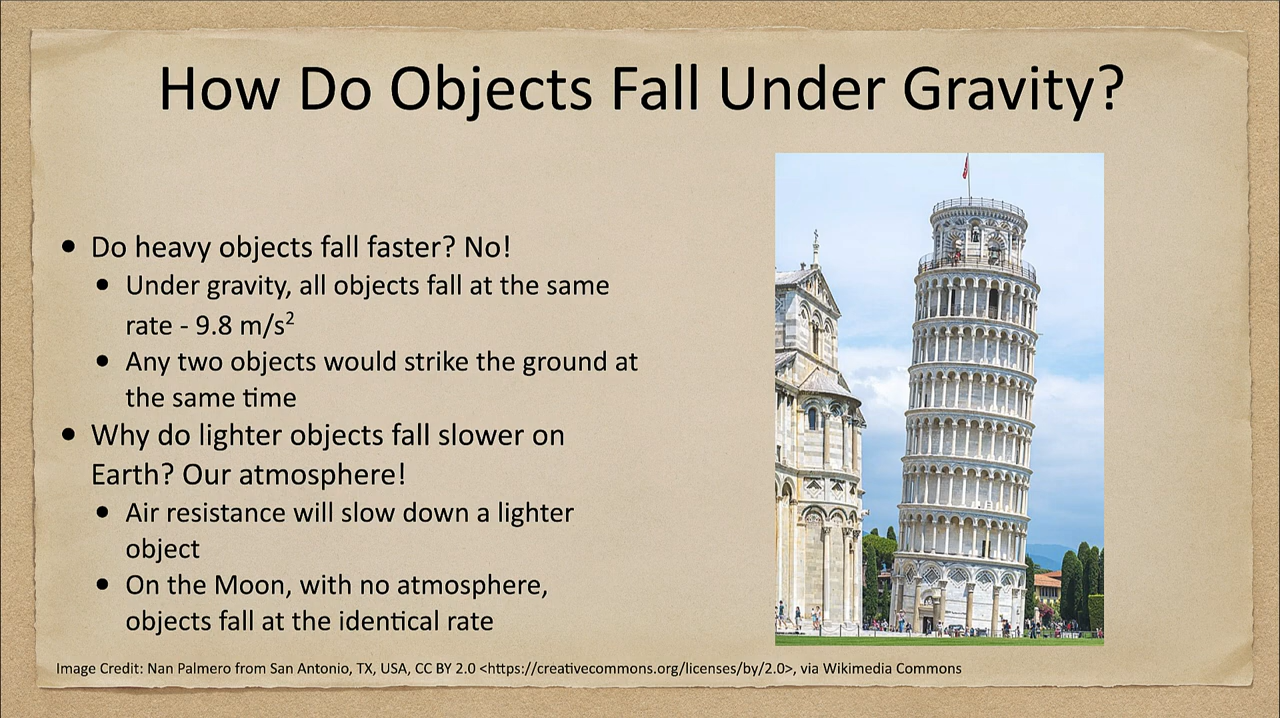 How Do Objects Fall Under Gravity?
• Do heavy objects fall faster? No!
• Under gravity, all objects fall at the same
rate - 9.8 m/s²
• Any two objects would strike the ground at
the same time
• Why do lighter objects fall slower on
Earth? Our atmosphere!
• Air resistance will slow down a lighter
object
• On the Moon, with no atmosphere,
objects fall at the identical rate
Image Credit: Nan Palmero from San Antonio, TX, USA, CC BY 2.0 <https://creativecommons.org/licenses/by/2.0>, via Wikimedia Commons